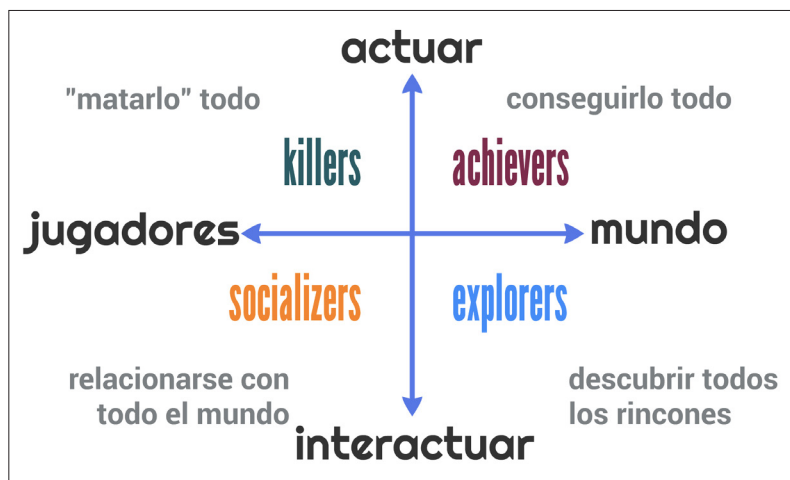 actuar
"matarlo" todo
conseguirlo todo
killers
achievers
jugadores
mundo
socializers
explorers
relacionarse con
todo el mundo
descubrir todos
los rincones
interactuar